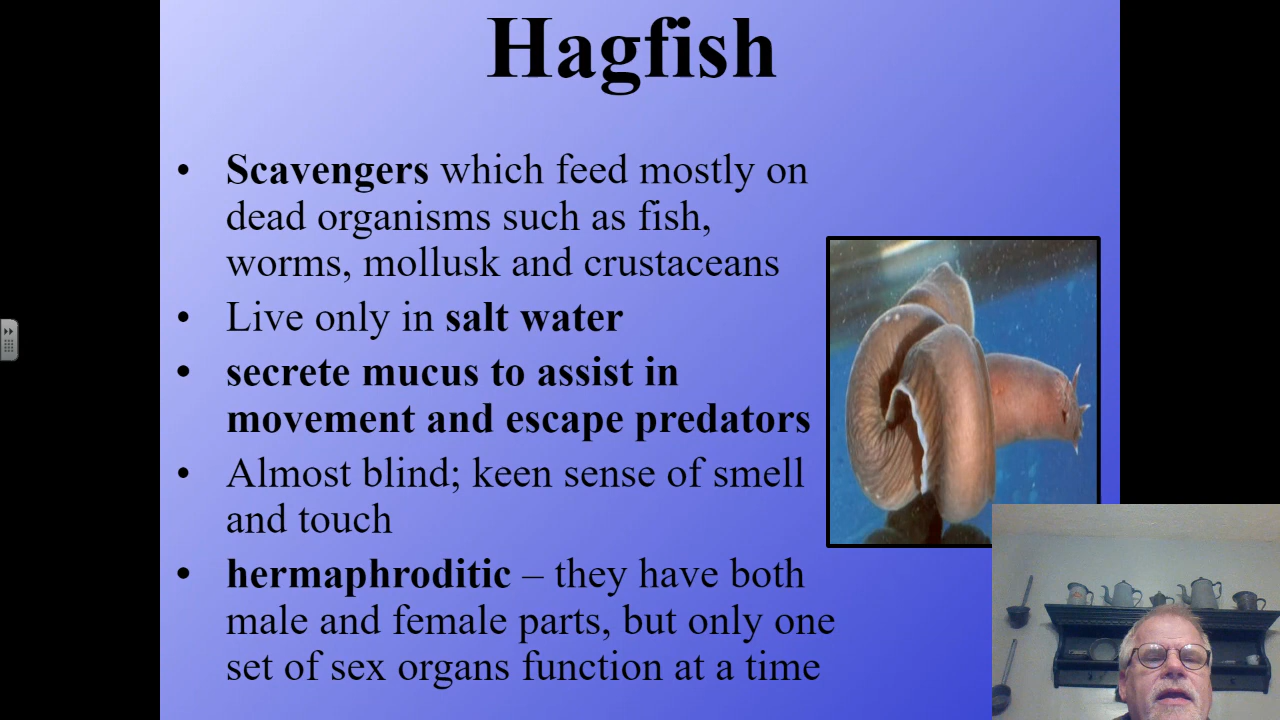 Hagfish
• Scavengers which feed mostly on
dead organisms such as fish,
worms, mollusk and crustaceans
• Live only in salt water
• secrete mucus to assist in
movement and escape predators
• Almost blind; keen sense of smell
and touch
• hermaphroditic – they have both
male and female parts, but only one
set of sex organs function at a time